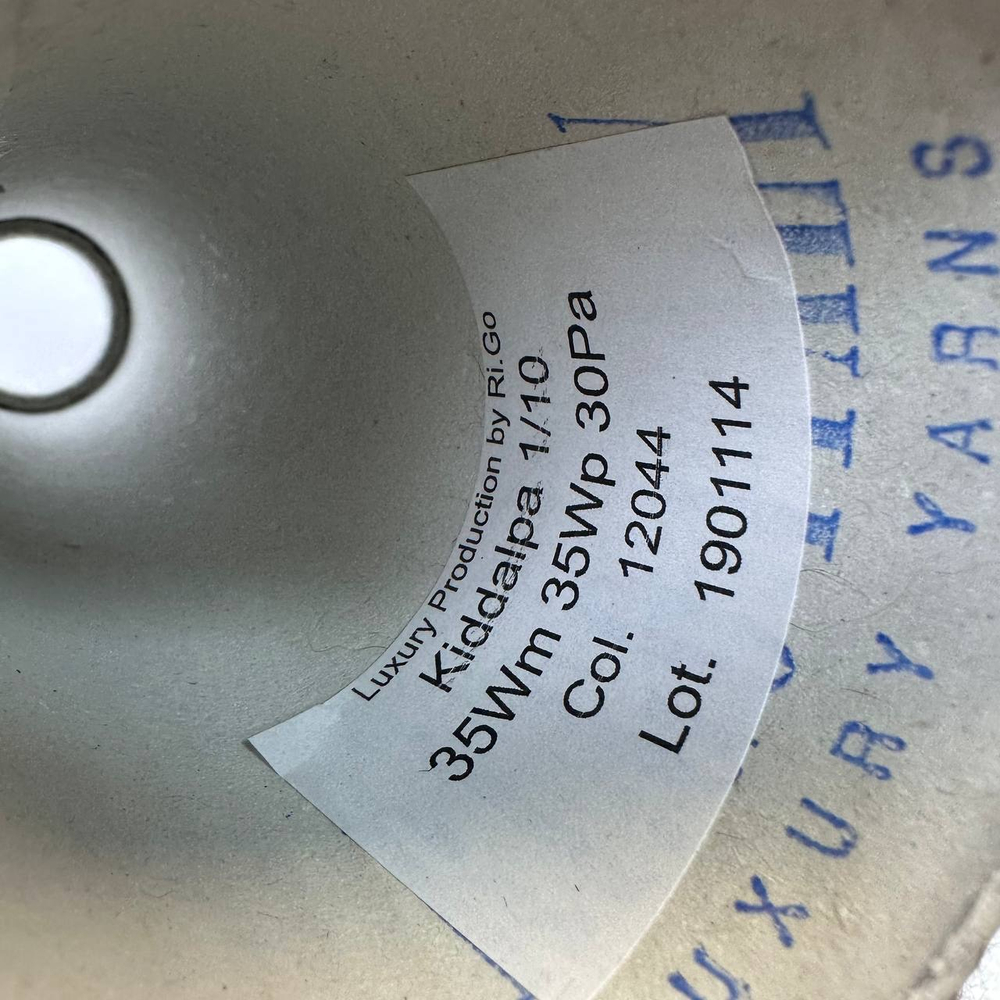 Luxury Production by Ri.Go
Kiddalpa 1/10
35Wm 35Wp 30Pa
Col. 12044
Lot. 1901114
UXURY YARNS